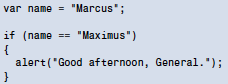 var name = "Marcus";
if (name == "Maximus")
{
  alert("Good afternoon, General.");
}